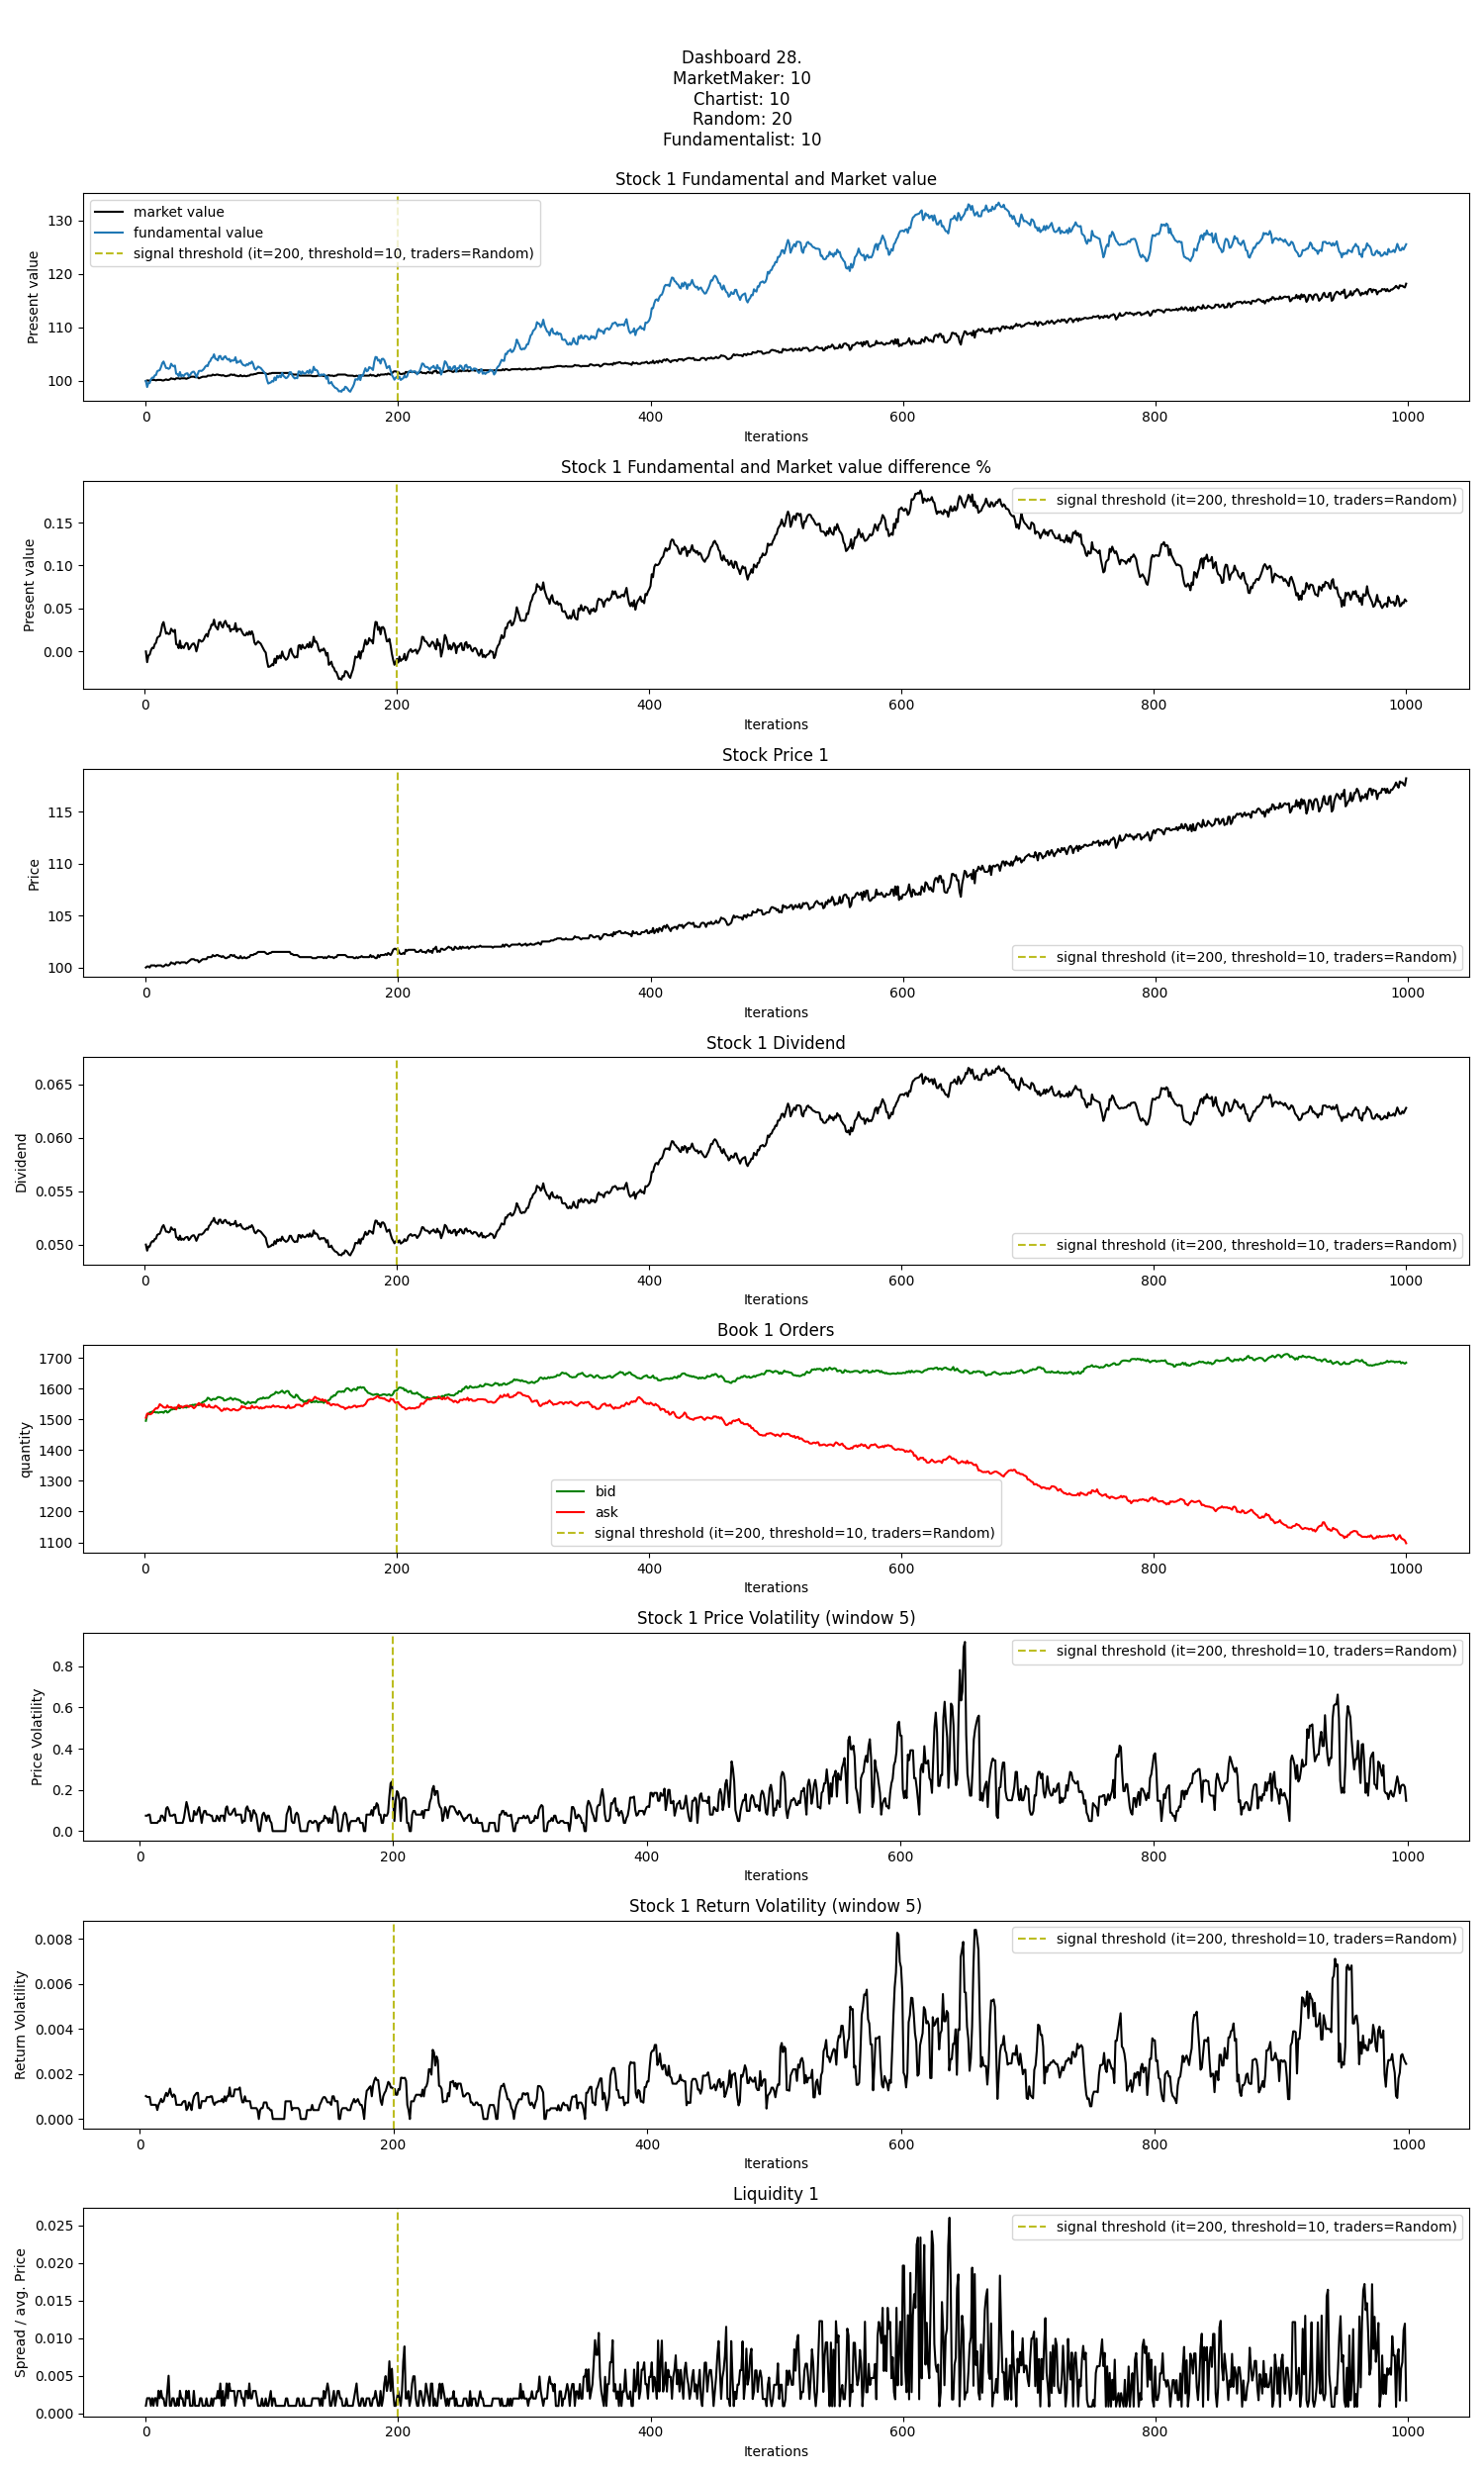 Dashboard 28.
MarketMaker: 10
Chartist: 10
Random: 20
Fundamentalist: 10
Stock 1 Fundamental and Market value
market value
fundamental value
signal threshold (it=200, threshold=10, traders=Random)
Present value
130
120
110
100
0 200 400 600 800 1000
Iterations
Stock 1 Fundamental and Market value difference %
signal threshold (it=200, threshold=10, traders=Random)
Present value
0.15
0.10
0.05
0.00
0 200 400 600 800 1000
Iterations
Stock Price 1
Price
115
110
105
100
signal threshold (it=200, threshold=10, traders=Random)
0 200 400 600 800 1000
Iterations
Stock 1 Dividend
Dividend
0.065
0.060
0.055
0.050
signal threshold (it=200, threshold=10, traders=Random)
0 200 400 600 800 1000
Iterations
Book 1 Orders
quantity
1700
1600
1500
1400
1300
1200
1100
bid
ask
signal threshold (it=200, threshold=10, traders=Random)
0 200 400 600 800 1000
Iterations
Stock 1 Price Volatility (window 5)
signal threshold (it=200, threshold=10, traders=Random)
Price Volatility
0.8
0.6
0.4
0.2
0.0
0 200 400 600 800 1000
Iterations
Stock 1 Return Volatility (window 5)
signal threshold (it=200, threshold=10, traders=Random)
Return Volatility
0.008
0.006
0.004
0.002
0.000
0 200 400 600 800 1000
Iterations
Liquidity 1
signal threshold (it=200, threshold=10, traders=Random)
Spread / avg. Price
0.025
0.020
0.015
0.010
0.005
0.000
0 200 400 600 800 1000
Iterations